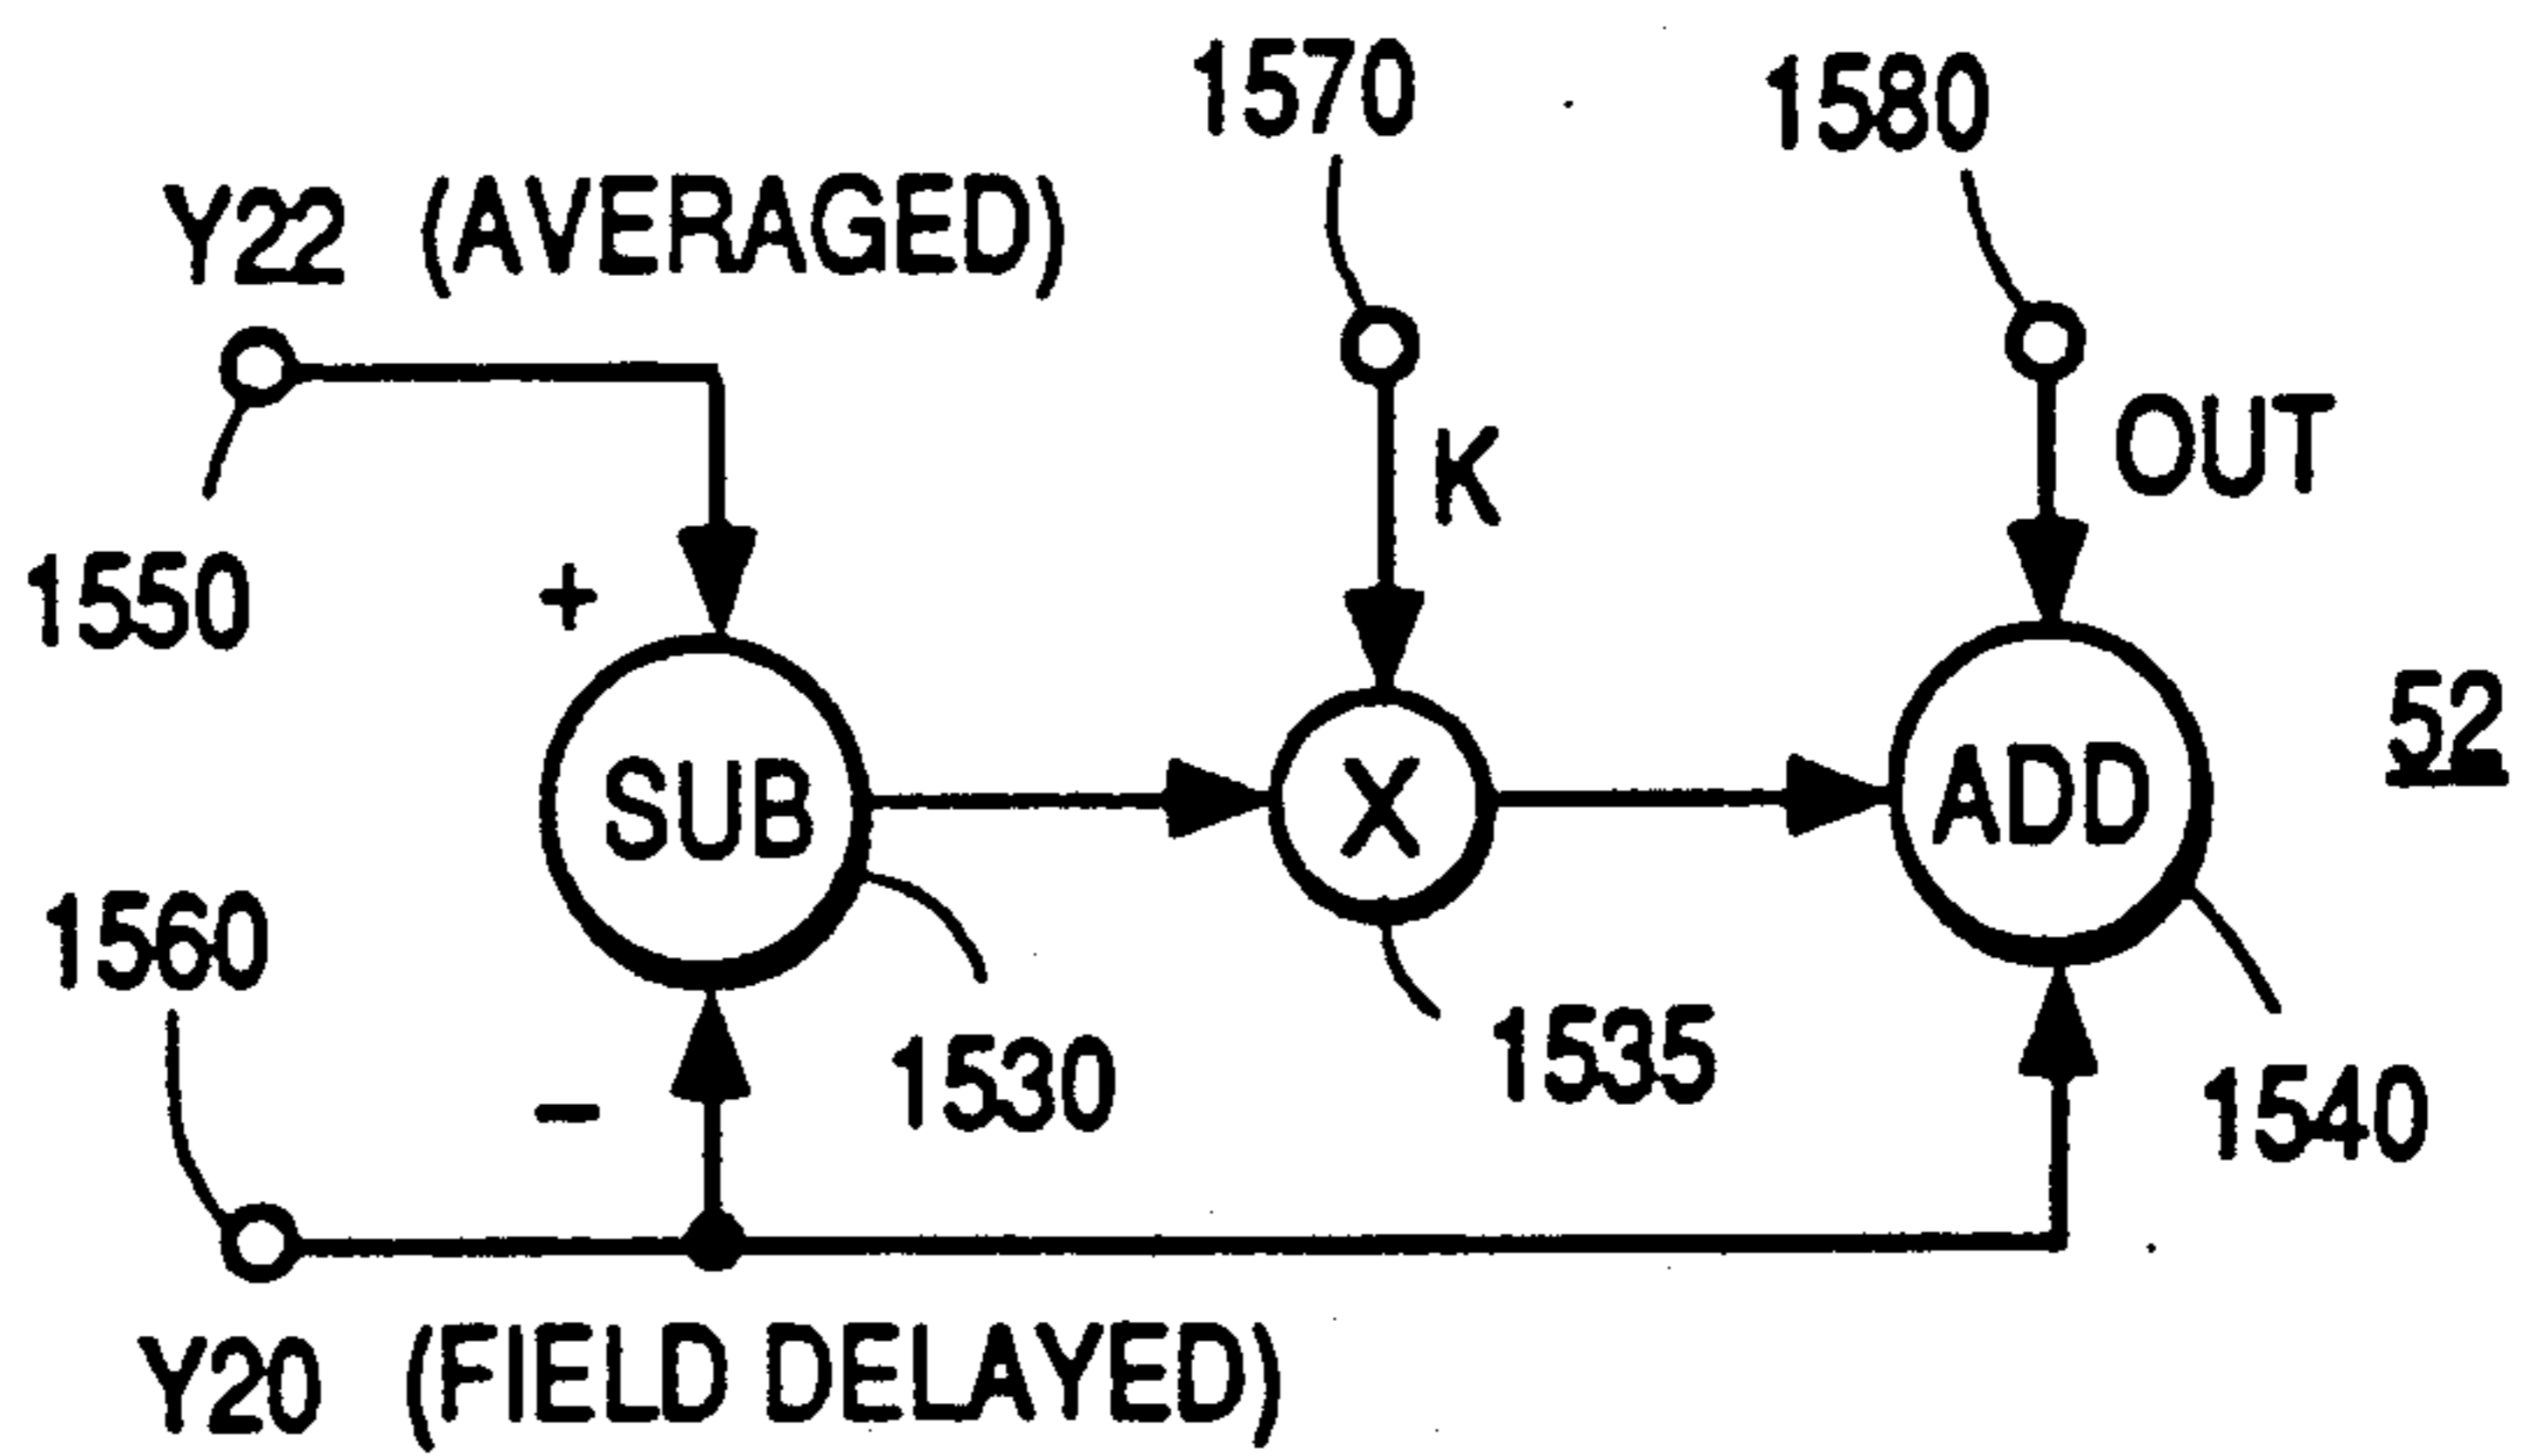 1570
1580
Y22 (AVERAGED)
K
OUT
1550
+
SUB
X
ADD
52
1560
1530
1535
1540
−
Y20 (FIELD DELAYED)